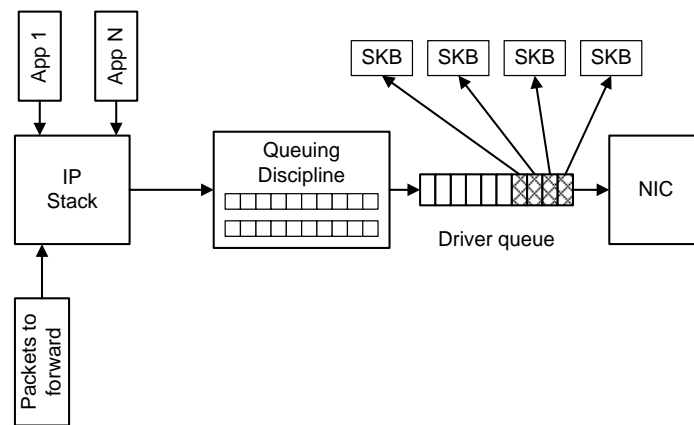 App 1
App N
SKB
SKB
SKB
SKB
IP
Stack
Queuing
Discipline
NIC
Driver queue
Packets to
forward